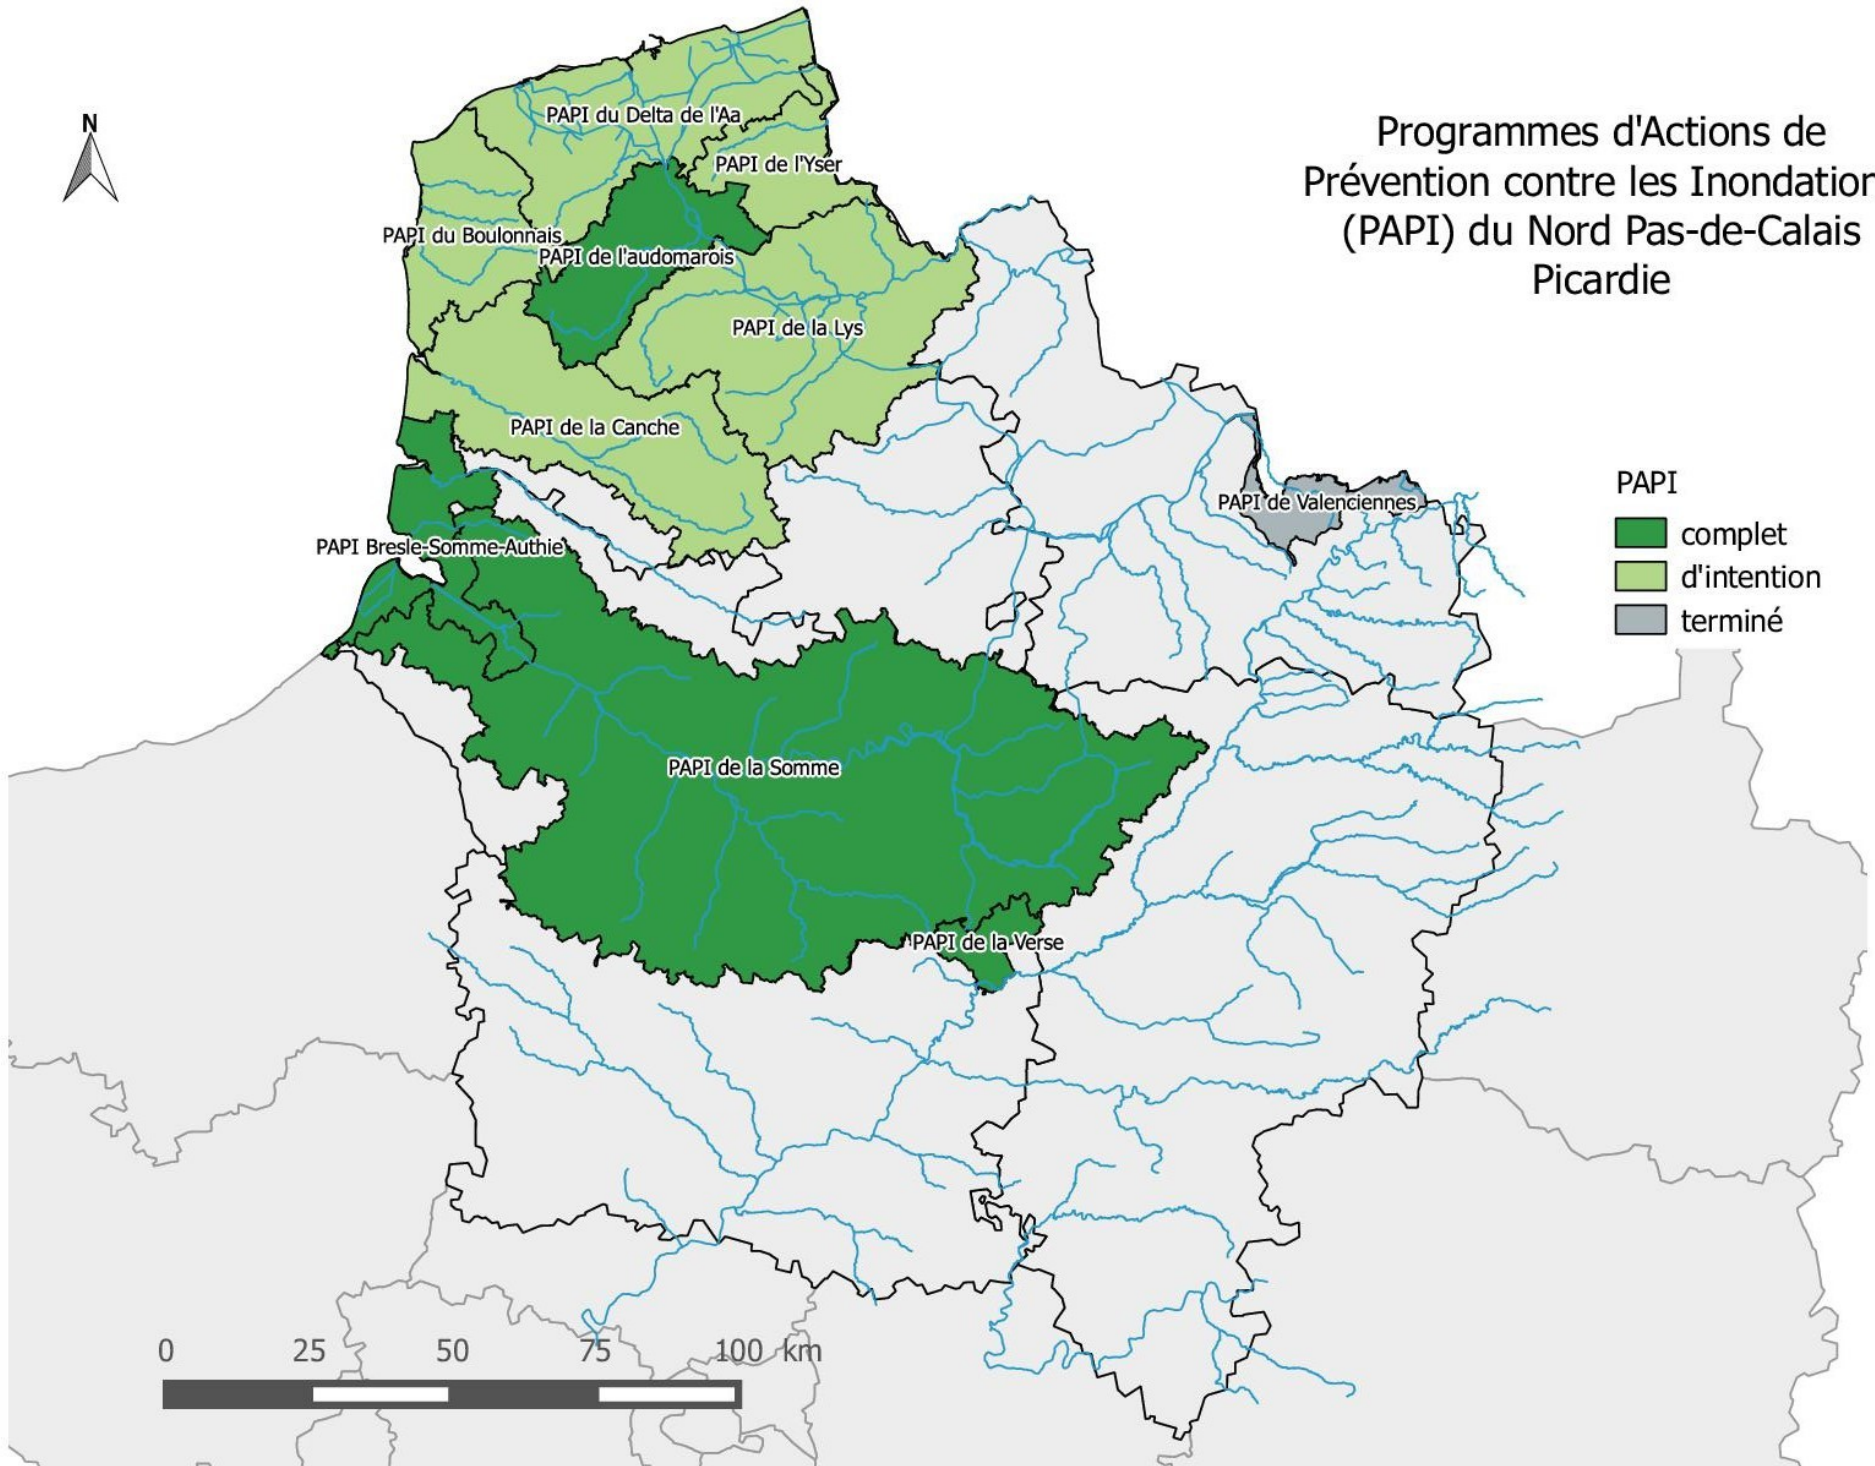 N
Programmes d'Actions de
Prévention contre les Inondation
(PAPI) du Nord Pas-de-Calais
Picardie
PAPI du Delta de l'Aa
PAPI de l'Yser
PAPI du Boulonnais
PAPI de l'audomarois
PAPI de la Lys
PAPI de la Canche
PAPI de Valenciennes
PAPI Bresle-Somme-Authie
PAPI de la Somme
PAPI de la Verse
PAPI
complet
d'intention
terminé
0 25 50 75 100 km